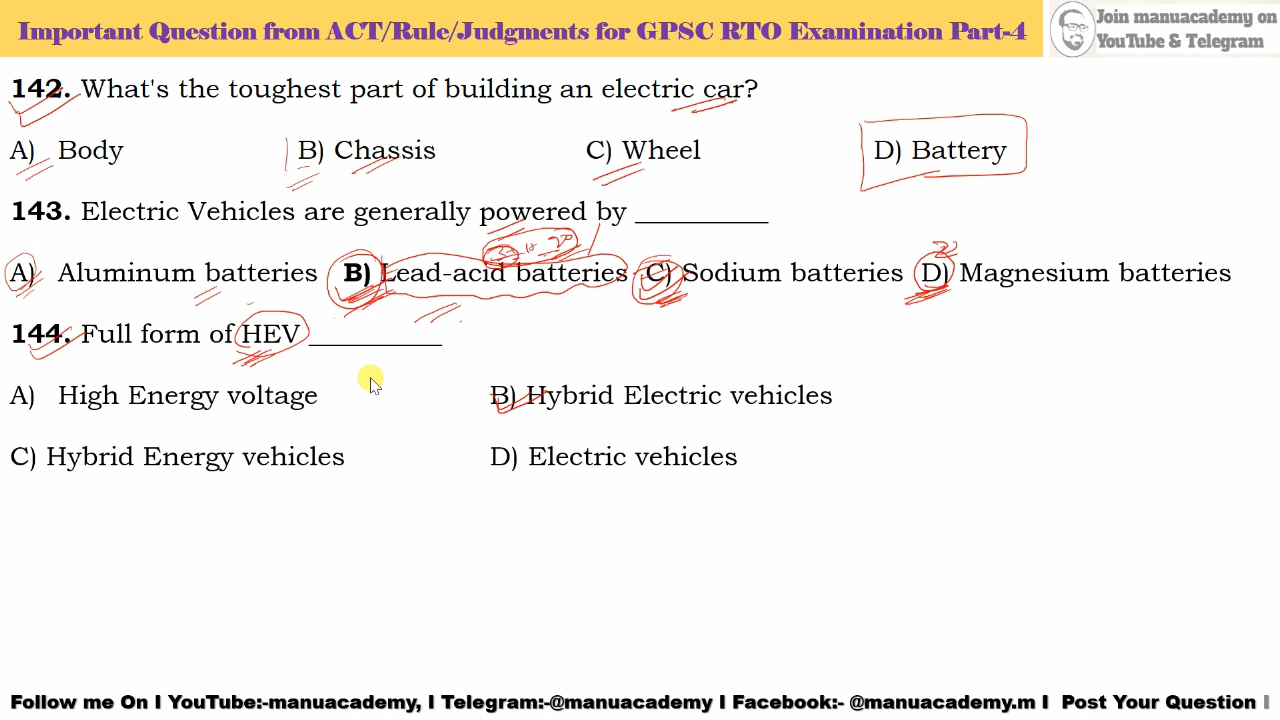 Important Question from ACT/Rule/Judgments for GPSC RTO Examination Part-4
Join manuacademy on
YouTube & Telegram
142. What's the toughest part of building an electric car?
A) Body B) Chassis C) Wheel D) Battery
143. Electric Vehicles are generally powered by __________
A) Aluminum batteries B) Lead-acid batteries C) Sodium batteries D) Magnesium batteries
144. Full form of HEV __________
A) High Energy voltage B) Hybrid Electric vehicles
C) Hybrid Energy vehicles D) Electric vehicles
Follow me On I YouTube:-manuacademy, I Telegram:-@manuacademy I Facebook:- @manuacademy.m I Post Your Question I